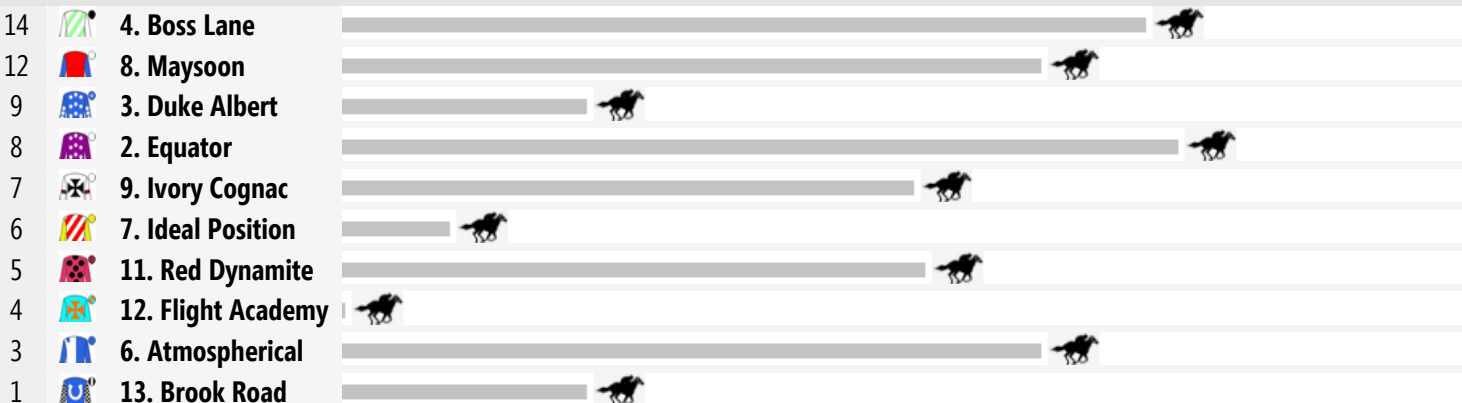 14 4. Boss Lane
12 8. Maysoon
9 3. Duke Albert
8 2. Equator
7 9. Ivory Cognac
6 7. Ideal Position
5 11. Red Dynamite
4 12. Flight Academy
3 6. Atmospherical
1 13. Brook Road